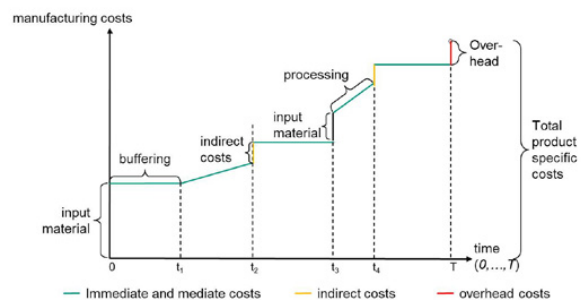 manufacturing costs
Over-
head
processing
input
material
indirect
costs
buffering
Total
product
specific
costs
input
material
time
(0,…, T)
0
t₁
t₂
t₃
t₄
T
Immediate and mediate costs
indirect costs
overhead costs